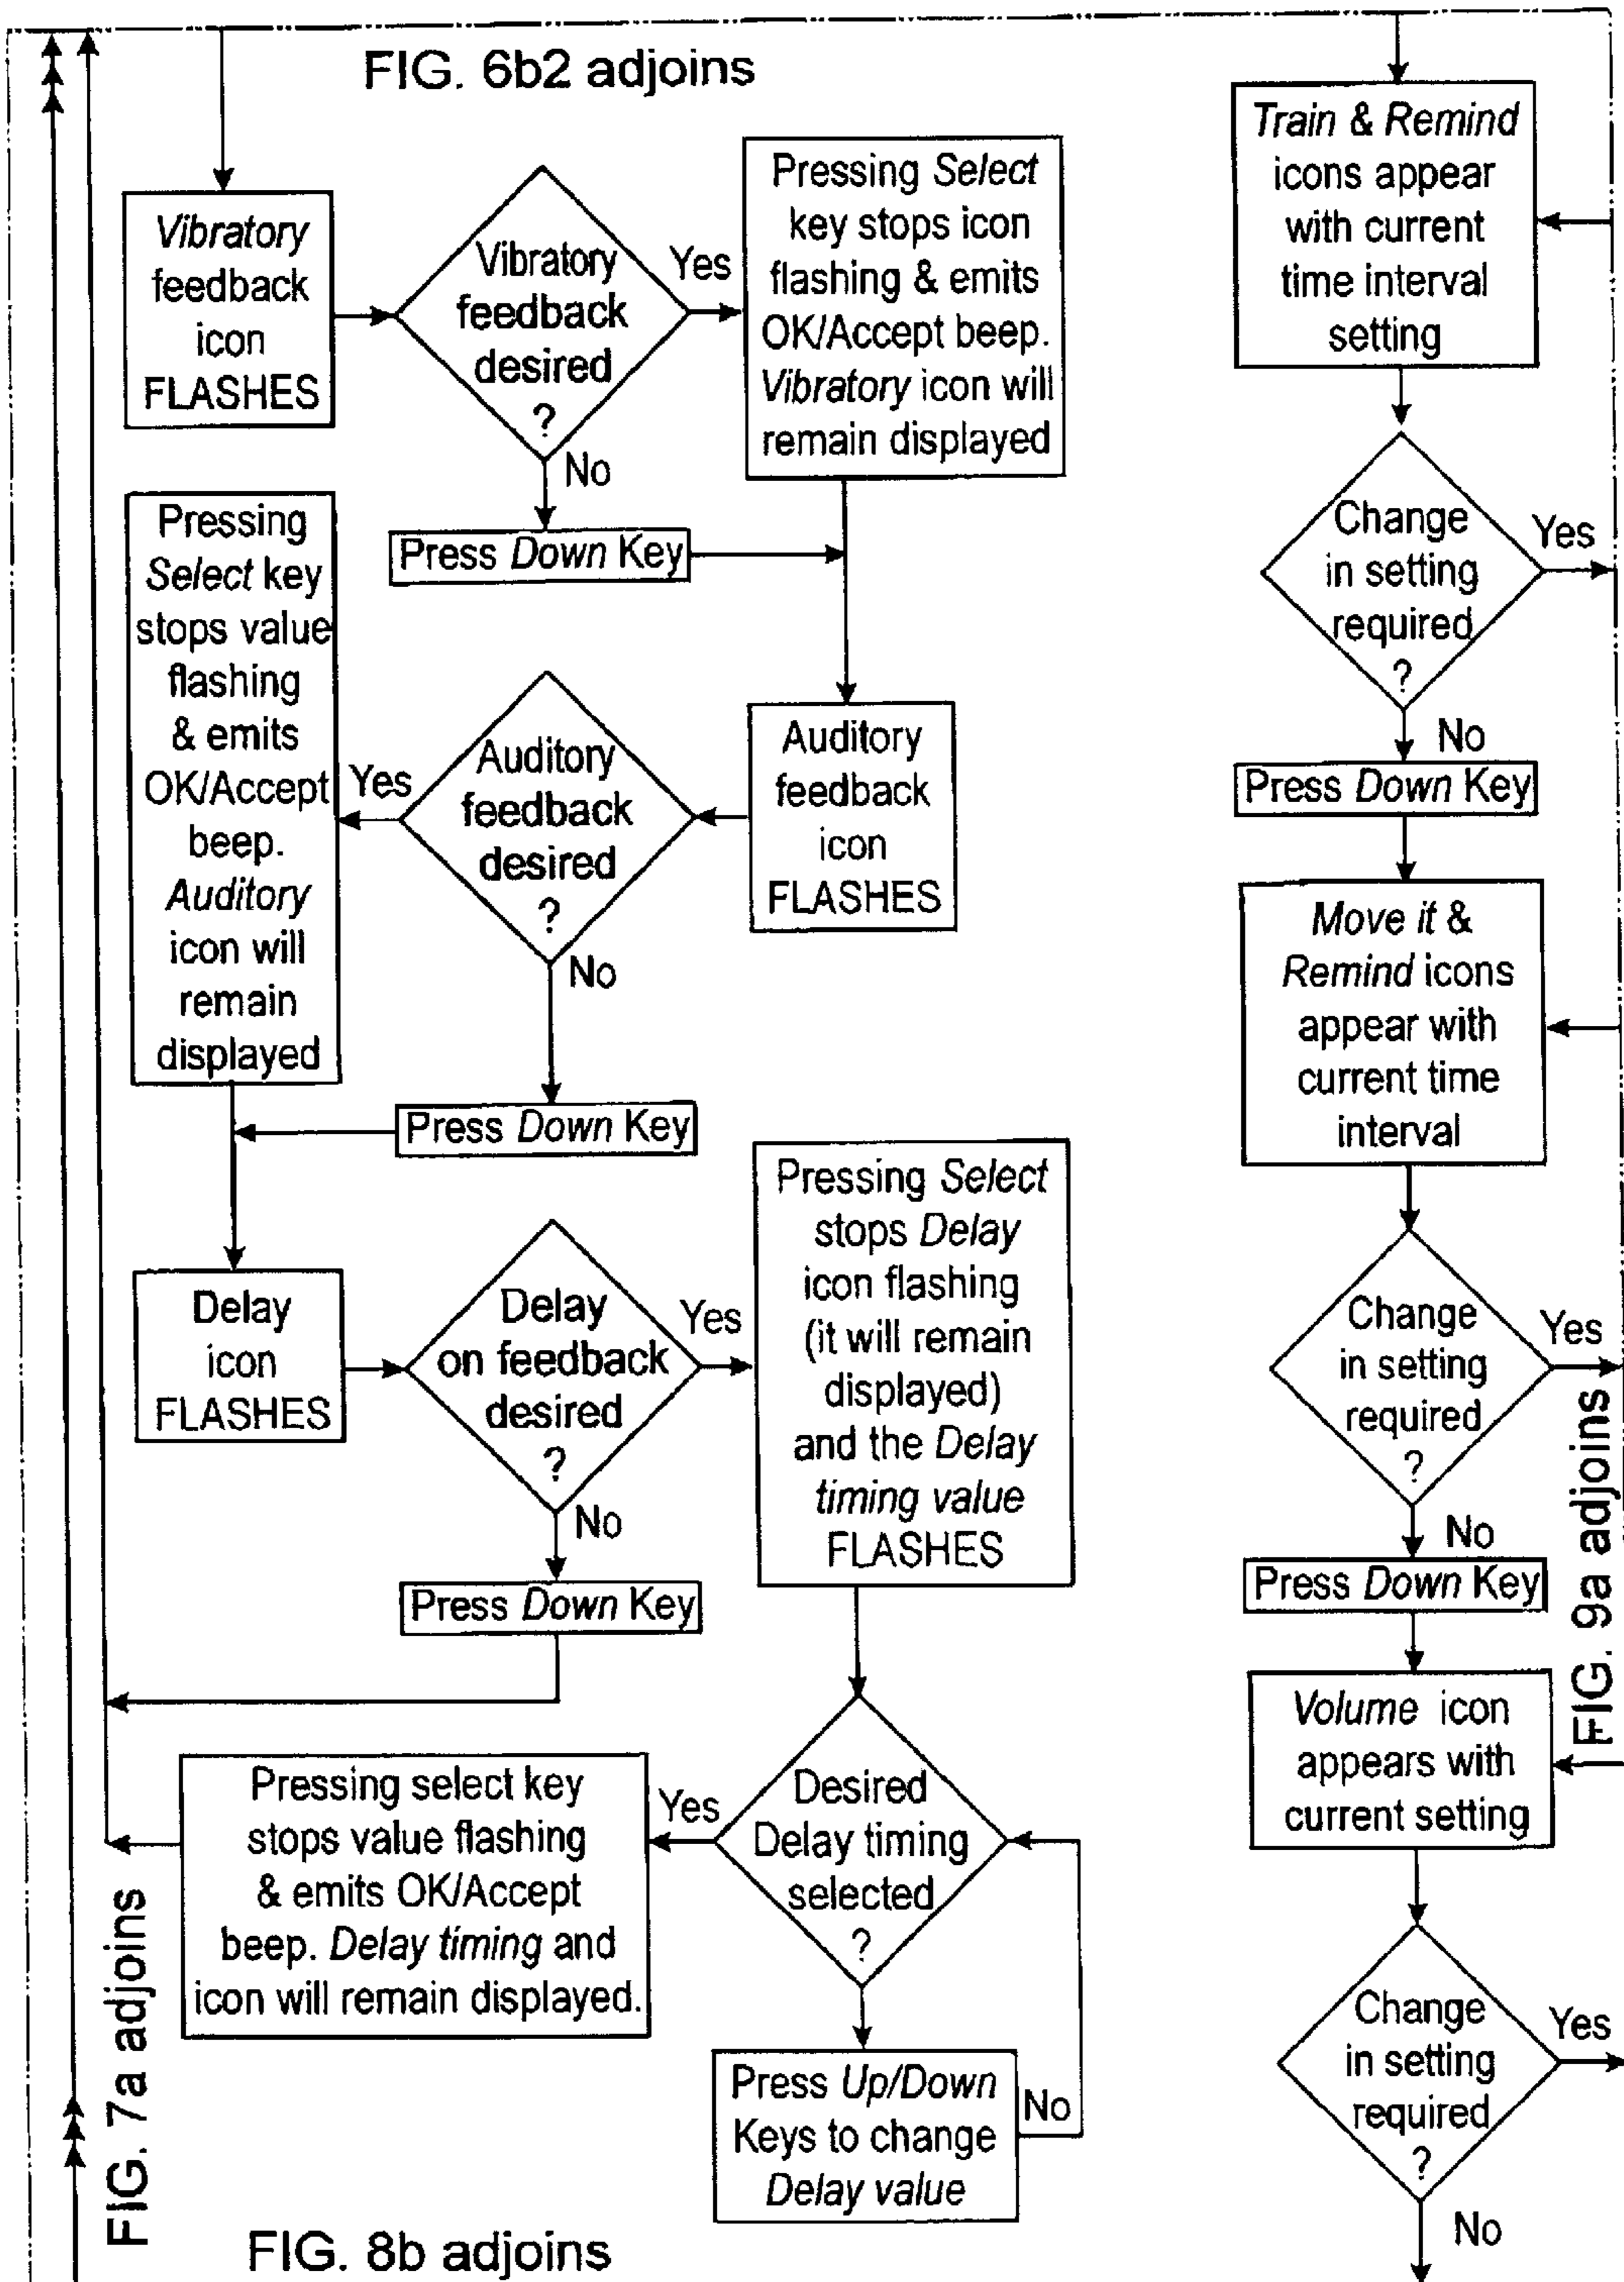 FIG. 6b2 adjoins
Vibratory
feedback
icon
FLASHES
Vibratory
feedback
desired
?
Yes
No
Pressing Select
key stops icon
flashing & emits
OK/Accept beep.
Vibratory icon will
remain displayed
Press Down Key
Auditory
feedback
icon
FLASHES
Auditory
feedback
desired
?
Yes
No
Pressing
Select key
stops value
flashing
& emits
OK/Accept
beep.
Auditory
icon will
remain
displayed
Press Down Key
Delay
icon
FLASHES
Delay
on feedback
desired
?
Yes
No
Pressing Select
stops Delay
icon flashing
(it will remain
displayed)
and the Delay
timing value
FLASHES
Press Down Key
Desired
Delay timing
selected
?
Yes
Pressing select key
stops value flashing
& emits OK/Accept
beep. Delay timing and
icon will remain displayed.
Press Up/Down
Keys to change
Delay value
No
FIG. 7a adjoins
FIG. 8b adjoins
Train & Remind
icons appear
with current
time interval
setting
Change
in setting
required
?
Yes
No
Press Down Key
Move it &
Remind icons
appear with
current time
interval
Change
in setting
required
?
Yes
No
Press Down Key
Volume icon
appears with
current setting
Change
in setting
required
?
Yes
No
FIG. 9a adjoins